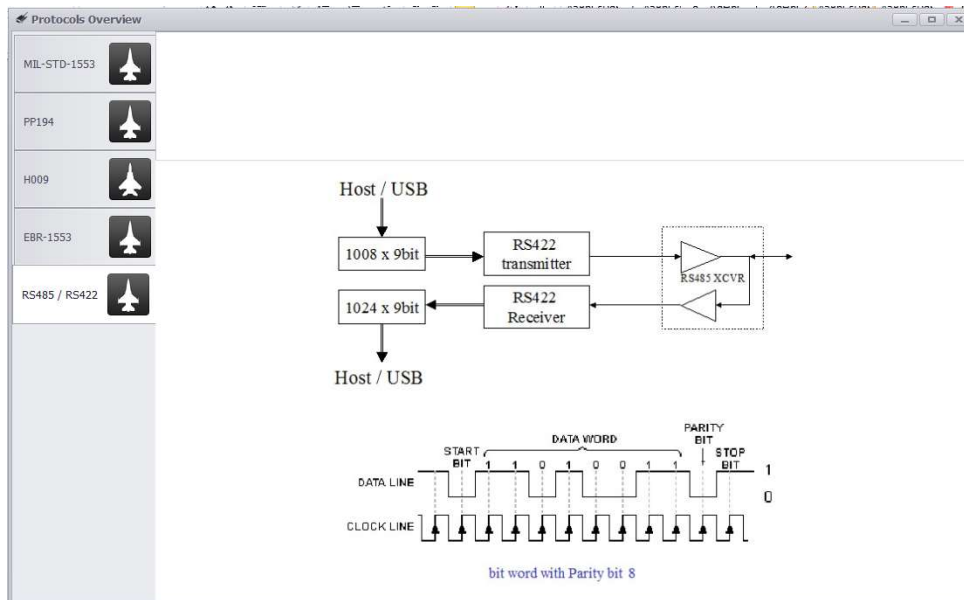 Protocols Overview
MIL-STD-1553
PP194
H009
EBR-1553
RS485 / RS422
Host / USB
1008 x 9bit
RS422
transmitter
RS485 XCVR
1024 x 9bit
RS422
Receiver
Host / USB
PARITY
BIT
DATA WORD
START
BIT
STOP
BIT
1 1 0 1 0 0 1 1
1
DATA LINE
0
CLOCK LINE
bit word with Parity bit 8